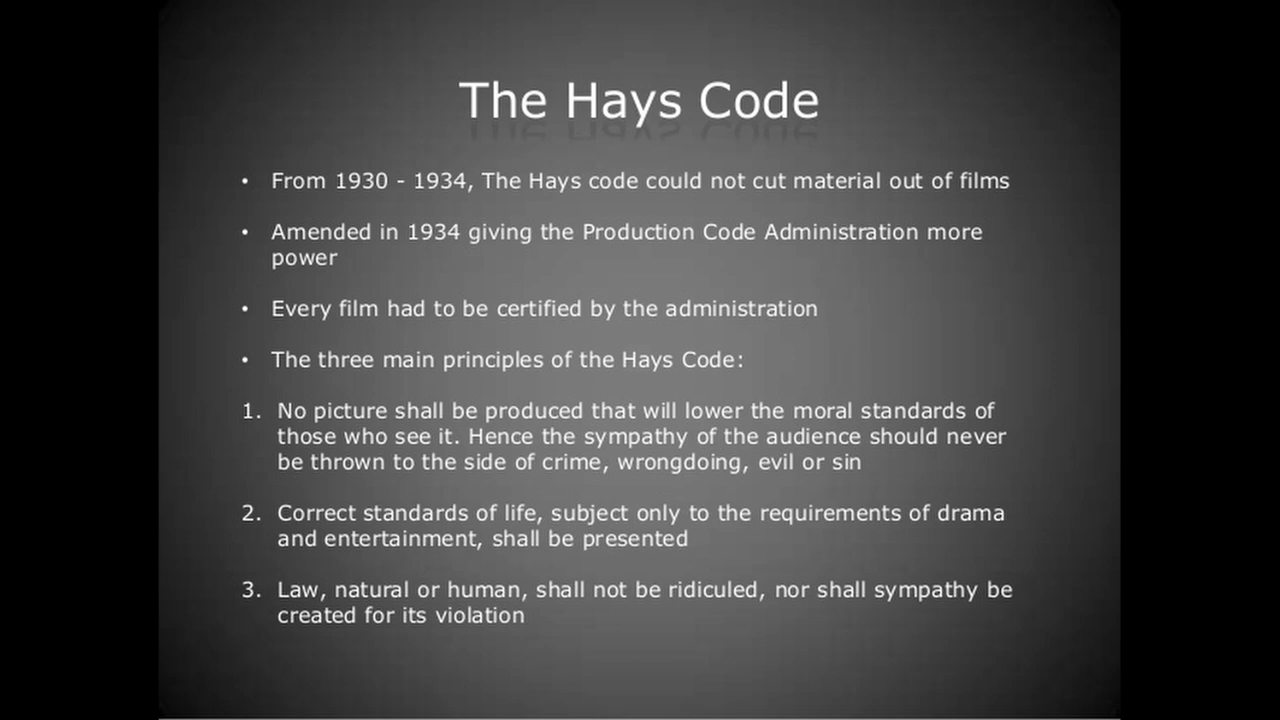 The Hays Code
• From 1930 - 1934, The Hays code could not cut material out of films
• Amended in 1934 giving the Production Code Administration more
power
• Every film had to be certified by the administration
• The three main principles of the Hays Code:
1. No picture shall be produced that will lower the moral standards of
those who see it. Hence the sympathy of the audience should never
be thrown to the side of crime, wrongdoing, evil or sin
2. Correct standards of life, subject only to the requirements of drama
and entertainment, shall be presented
3. Law, natural or human, shall not be ridiculed, nor shall sympathy be
created for its violation